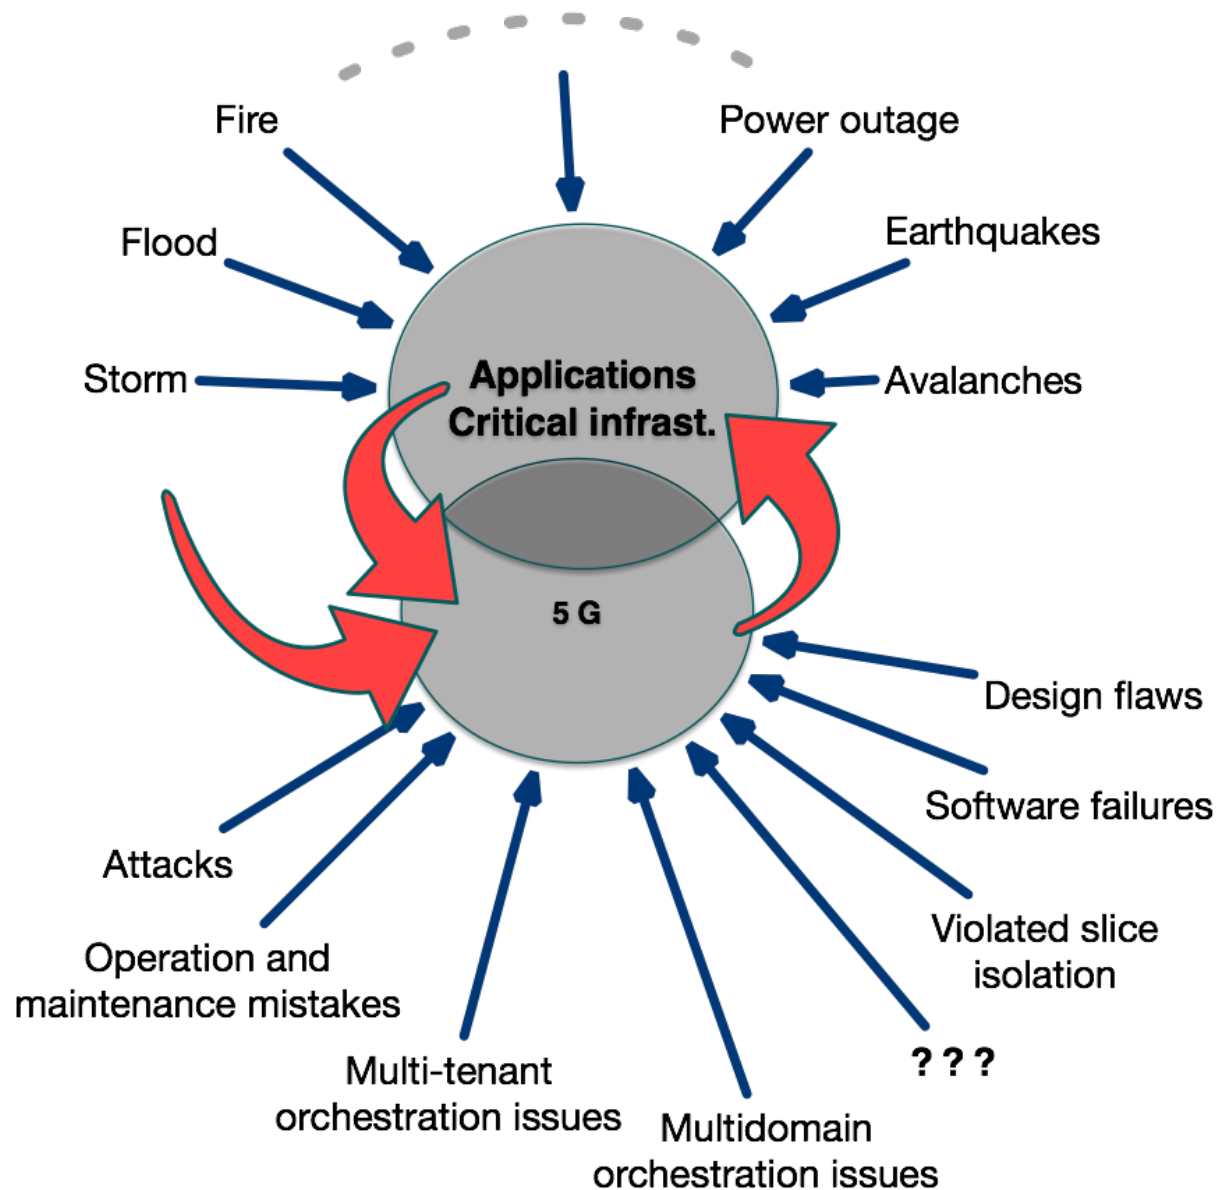 Fire
Power outage
Flood
Earthquakes
Storm
Applications
Critical infrast.
Avalanches
5 G
Design flaws
Software failures
Attacks
Violated slice
isolation
Operation and
maintenance mistakes
? ? ?
Multi-tenant
orchestration issues
Multidomain
orchestration issues